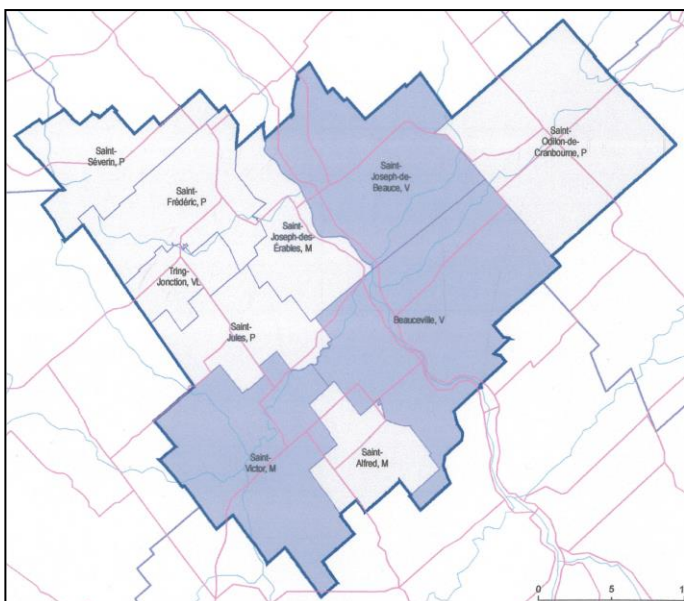 Saint-
Séverin, P
Saint-
Frédéric, P
Saint-
Joseph-de-
Beauce, V
Saint-
Odilon-de-
Cranbourne, P
Saint-
Joseph-des-
Érables, M
Tring-
Jonction, VL
Saint-
Jules, P
Beauceville, V
Saint-
Victor, M
Saint-
Alfred, M
0 5 1